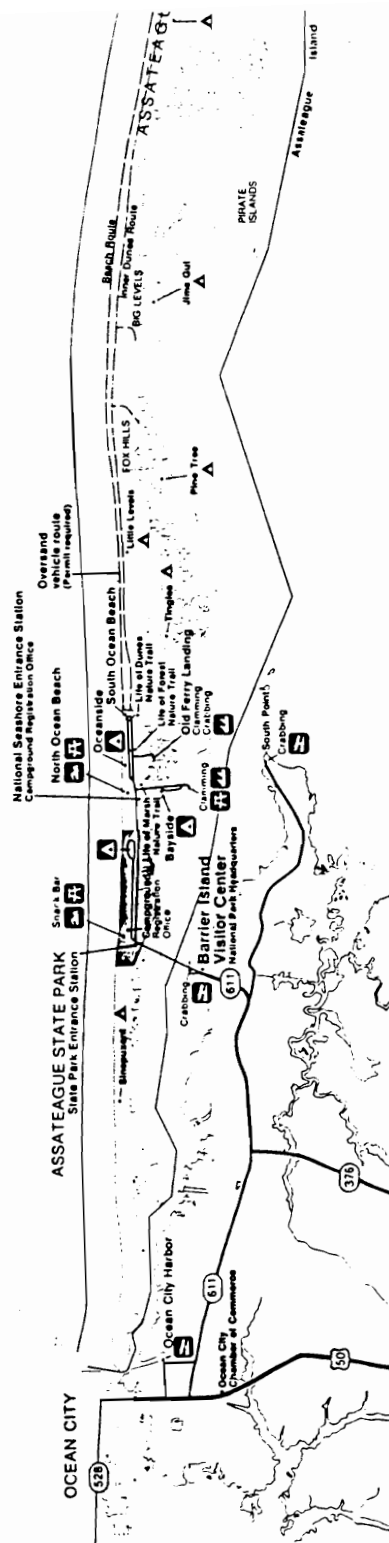 OCEAN CITY
528
50
Ocean City
Chamber of Commerce
Ocean City Harbor
611
376
ASSATEAGUE STATE PARK
State Park Entrance Station
Sinepuxent
Snack Bar
Campground
Registration
Office
Life of Marsh
Nature Trail
Bayside
Crabbing
Barrier Island
Visitor Center
National Park Headquarters
611
Clamming
National Seashore Entrance Station
Campground Registration Office
North Ocean Beach
Oceanside
South Ocean Beach
Life of Dunes
Nature Trail
Life of Forest
Nature Trail
Old Ferry Landing
Clamming
Crabbing
South Point
Crabbing
Oversand
vehicle route
(Permit required)
Tingles
Little Levels
FOX HILLS
Pine Tree
Beach Route
Inner Dunes Route
BIG LEVELS
Jims Gut
PIRATE
ISLANDS
Assateague
Island